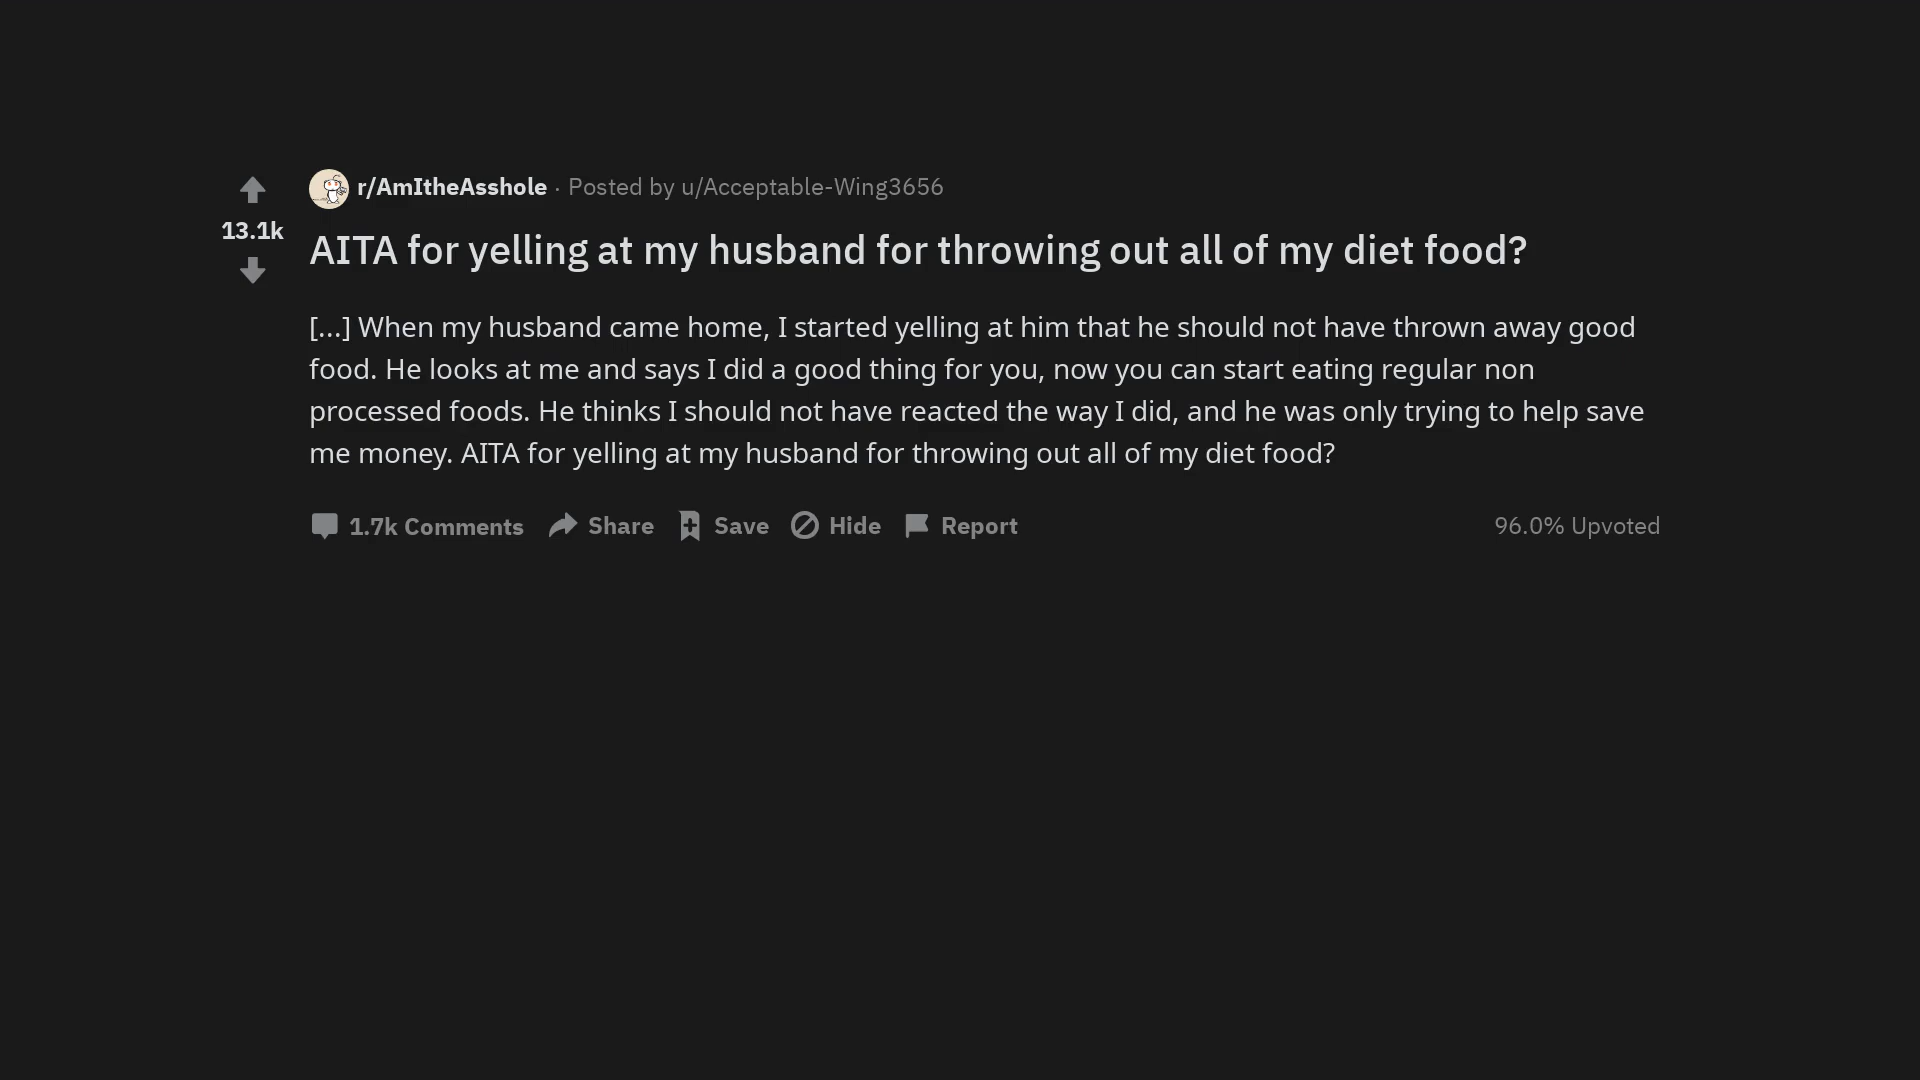 r/AmItheAsshole · Posted by u/Acceptable-Wing3656
13.1k
AITA for yelling at my husband for throwing out all of my diet food?
[...] When my husband came home, I started yelling at him that he should not have thrown away good
food. He looks at me and says I did a good thing for you, now you can start eating regular non
processed foods. He thinks I should not have reacted the way I did, and he was only trying to help save
me money. AITA for yelling at my husband for throwing out all of my diet food?
1.7k Comments Share Save Hide Report 96.0% Upvoted